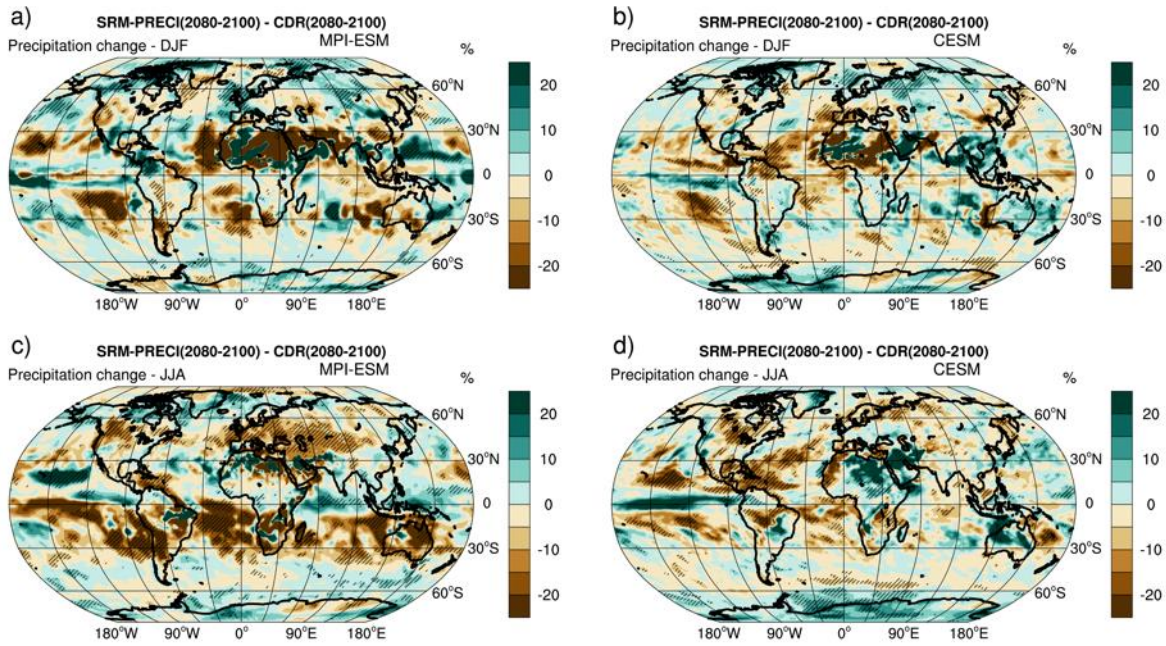 a)
SRM-PRECI(2080-2100) - CDR(2080-2100)
Precipitation change - DJF
MPI-ESM
%
20
10
0
-10
-20
60°N
30°N
0
30°S
60°S
180°W 90°W 0° 90°E 180°E
b)
SRM-PRECI(2080-2100) - CDR(2080-2100)
Precipitation change - DJF
CESM
%
20
10
0
-10
-20
60°N
30°N
0
30°S
60°S
180°W 90°W 0° 90°E 180°E
c)
SRM-PRECI(2080-2100) - CDR(2080-2100)
Precipitation change - JJA
MPI-ESM
%
20
10
0
-10
-20
60°N
30°N
0
30°S
60°S
180°W 90°W 0° 90°E 180°E
d)
SRM-PRECI(2080-2100) - CDR(2080-2100)
Precipitation change - JJA
CESM
%
20
10
0
-10
-20
60°N
30°N
0
30°S
60°S
180°W 90°W 0° 90°E 180°E